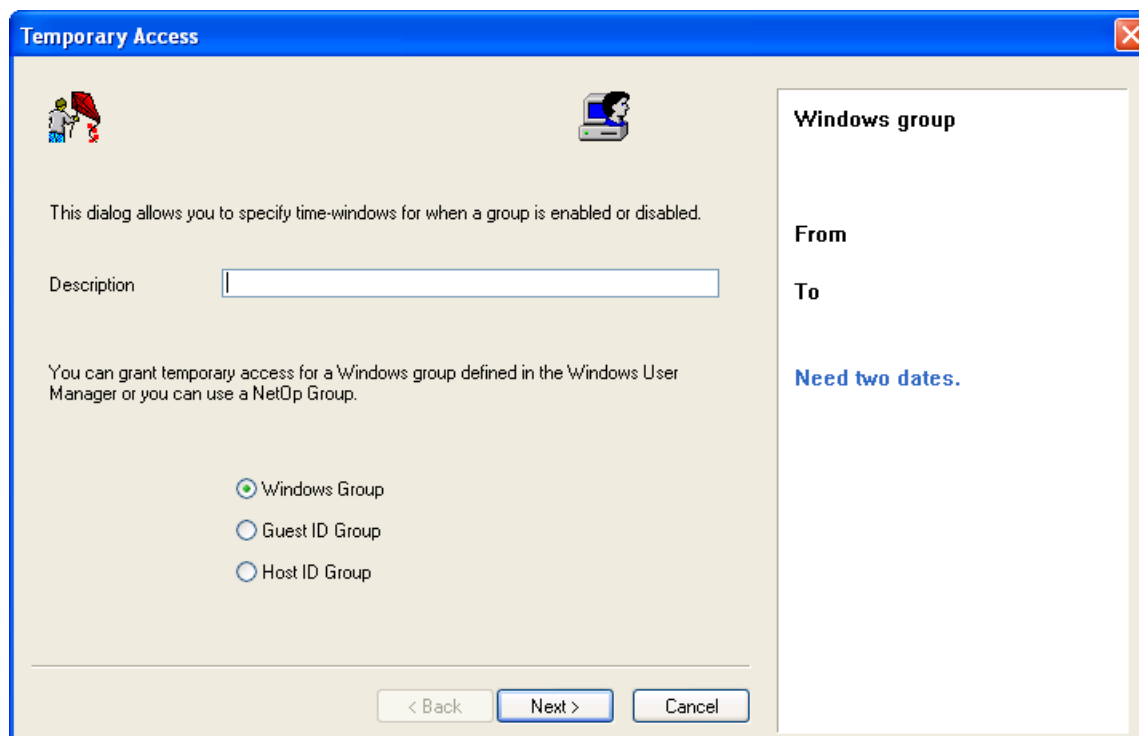 Temporary Access
This dialog allows you to specify time-windows for when a group is enabled or disabled.
Description
You can grant temporary access for a Windows group defined in the Windows User
Manager or you can use a NetOp Group.
Windows Group
Guest ID Group
Host ID Group
< Back
Next >
Cancel
Windows group
From
To
Need two dates.